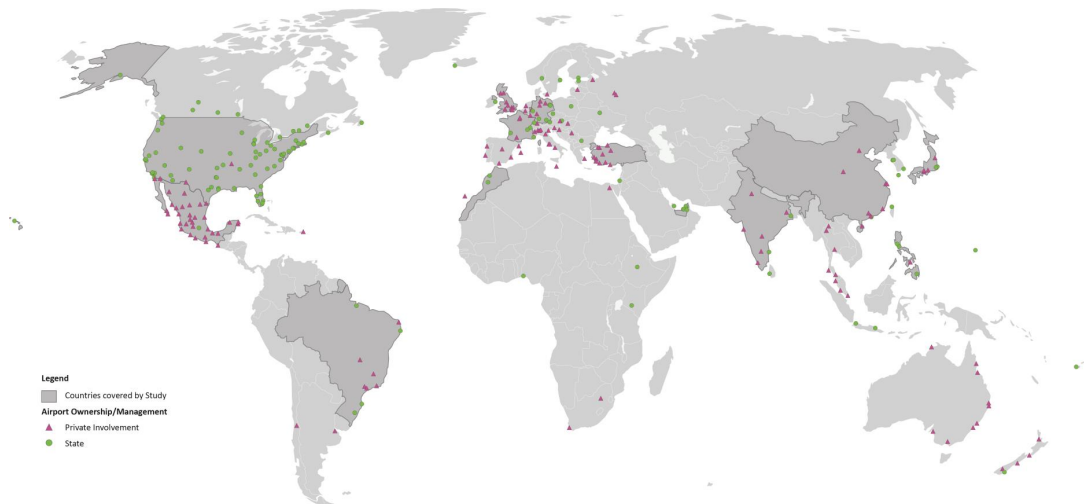 Legend
Countries covered by Study
Airport Ownership/Management
Private Involvement
State